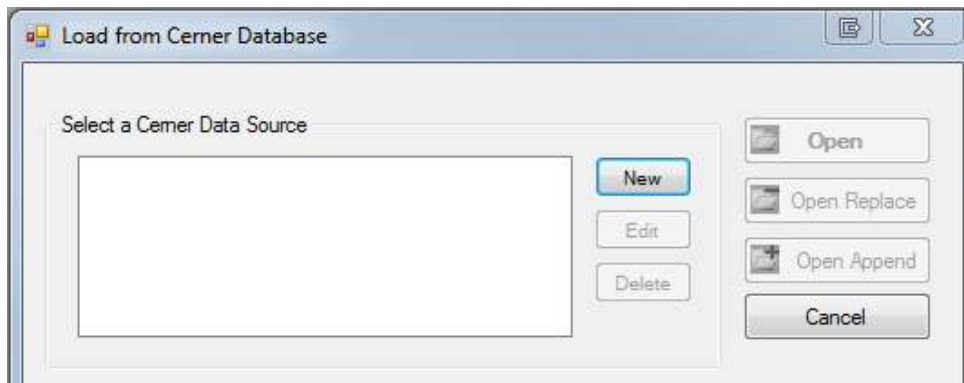 Load from Cerner Database
Select a Cerner Data Source
New
Edit
Delete
Open
Open Replace
Open Append
Cancel